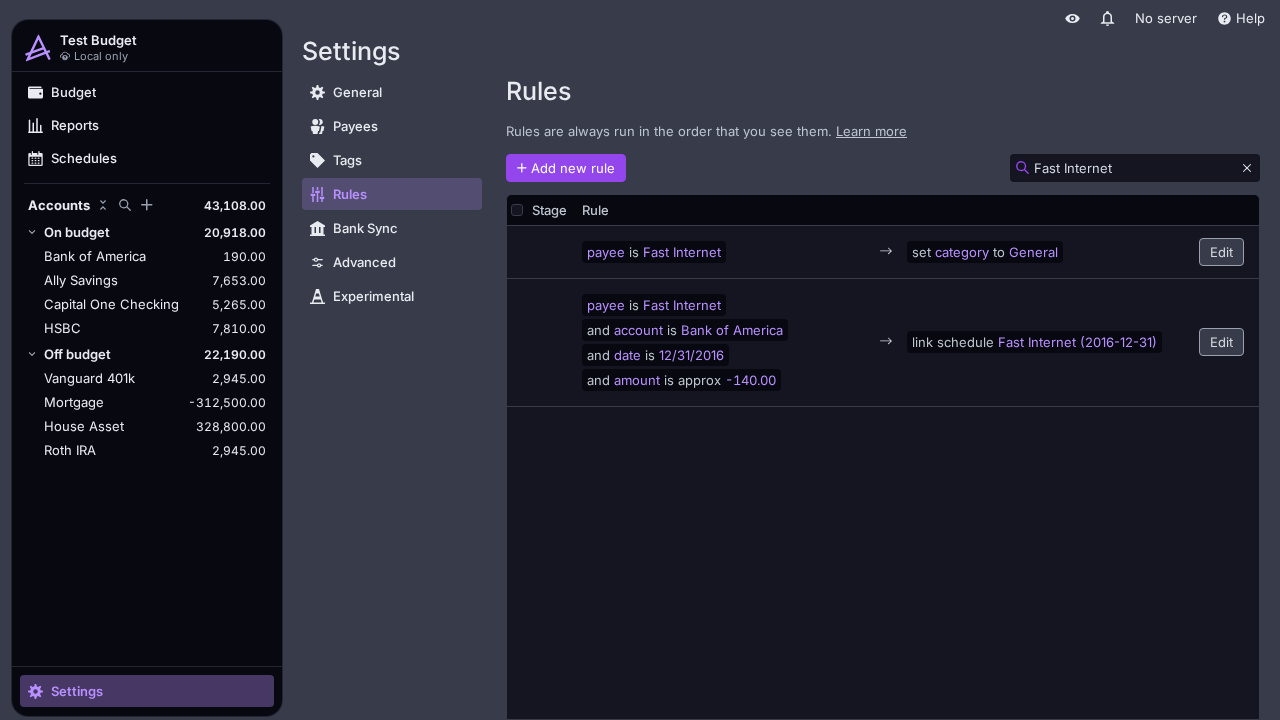 No server
Help
Test Budget
Local only
Budget
Reports
Schedules
Accounts 43,108.00
On budget 20,918.00
Bank of America 190.00
Ally Savings 7,653.00
Capital One Checking 5,265.00
HSBC 7,810.00
Off budget 22,190.00
Vanguard 401k 2,945.00
Mortgage -312,500.00
House Asset 328,800.00
Roth IRA 2,945.00
Settings
Settings
General
Payees
Tags
Rules
Bank Sync
Advanced
Experimental
Rules
Rules are always run in the order that you see them. Learn more
+ Add new rule
Fast Internet
Stage Rule
payee is Fast Internet → set category to General Edit
payee is Fast Internet
and account is Bank of America
and date is 12/31/2016
and amount is approx -140.00
→ link schedule Fast Internet (2016-12-31) Edit